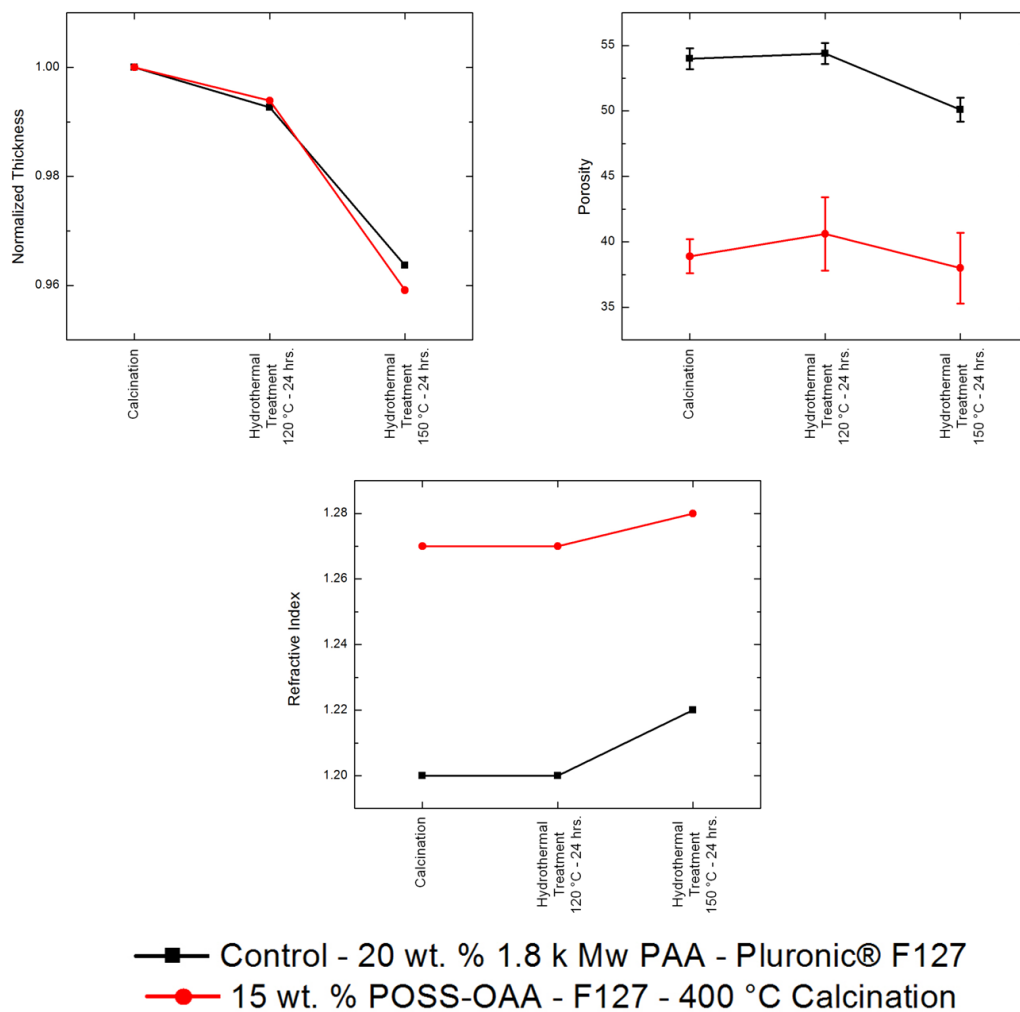 1.00
0.98
0.96
Normalized Thickness
Calcination
Hydrothermal
Treatment
120 °C - 24 hrs.
Hydrothermal
Treatment
150 °C - 24 hrs.
55
50
45
40
35
Porosity
Calcination
Hydrothermal
Treatment
120 °C - 24 hrs.
Hydrothermal
Treatment
150 °C - 24 hrs.
1.28
1.26
1.24
1.22
1.20
Refractive Index
Calcination
Hydrothermal
Treatment
120 °C - 24 hrs.
Hydrothermal
Treatment
150 °C - 24 hrs.
Control - 20 wt. % 1.8 k Mw PAA - Pluronic® F127
15 wt. % POSS-OAA - F127 - 400 °C Calcination